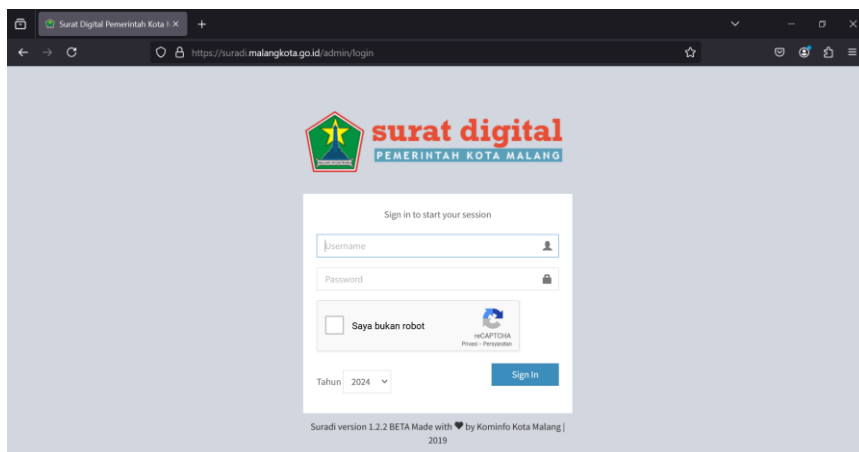 Surat Digital Pemerintah Kota
https://suradi.malangkota.go.id/admin/login
surat digital
PEMERINTAH KOTA MALANG
Sign in to start your session
Username
Password
Saya bukan robot
reCAPTCHA
Privasi - Persyaratan
Tahun 2024
Sign In
Suradi version 1.2.2 BETA Made with ♥ by Kominfo Kota Malang |
2019